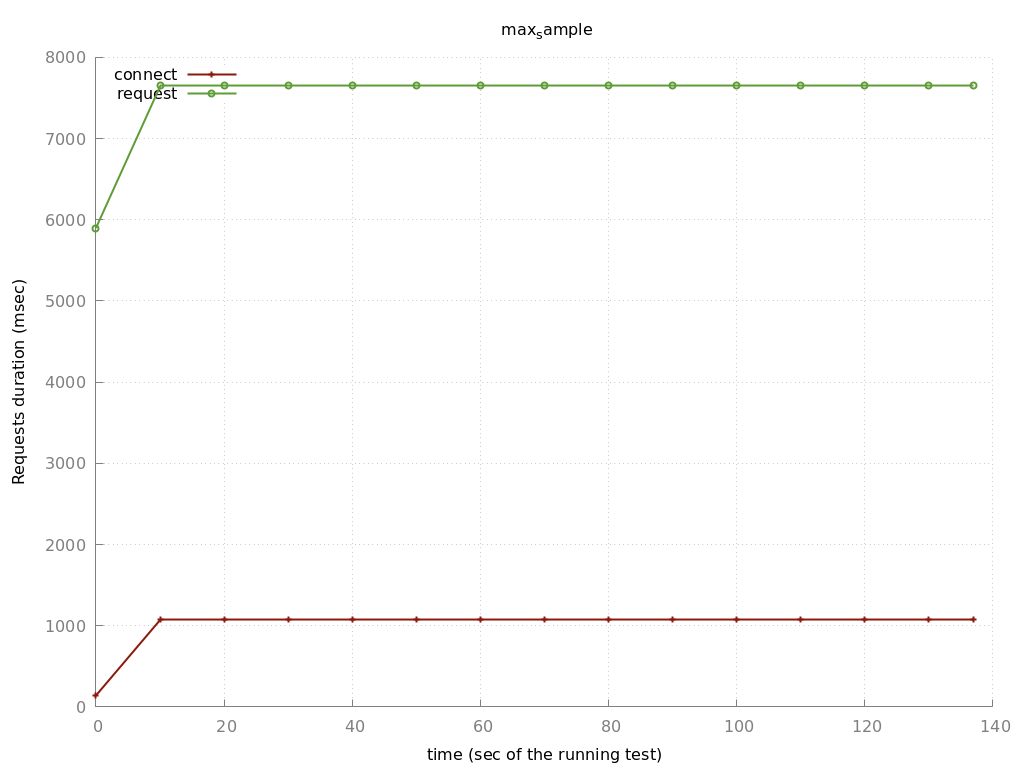 max_sample
8000
connect
request
7000
6000
5000
4000
3000
2000
1000
0
Requests duration (msec)
0 20 40 60 80 100 120 140
time (sec of the running test)